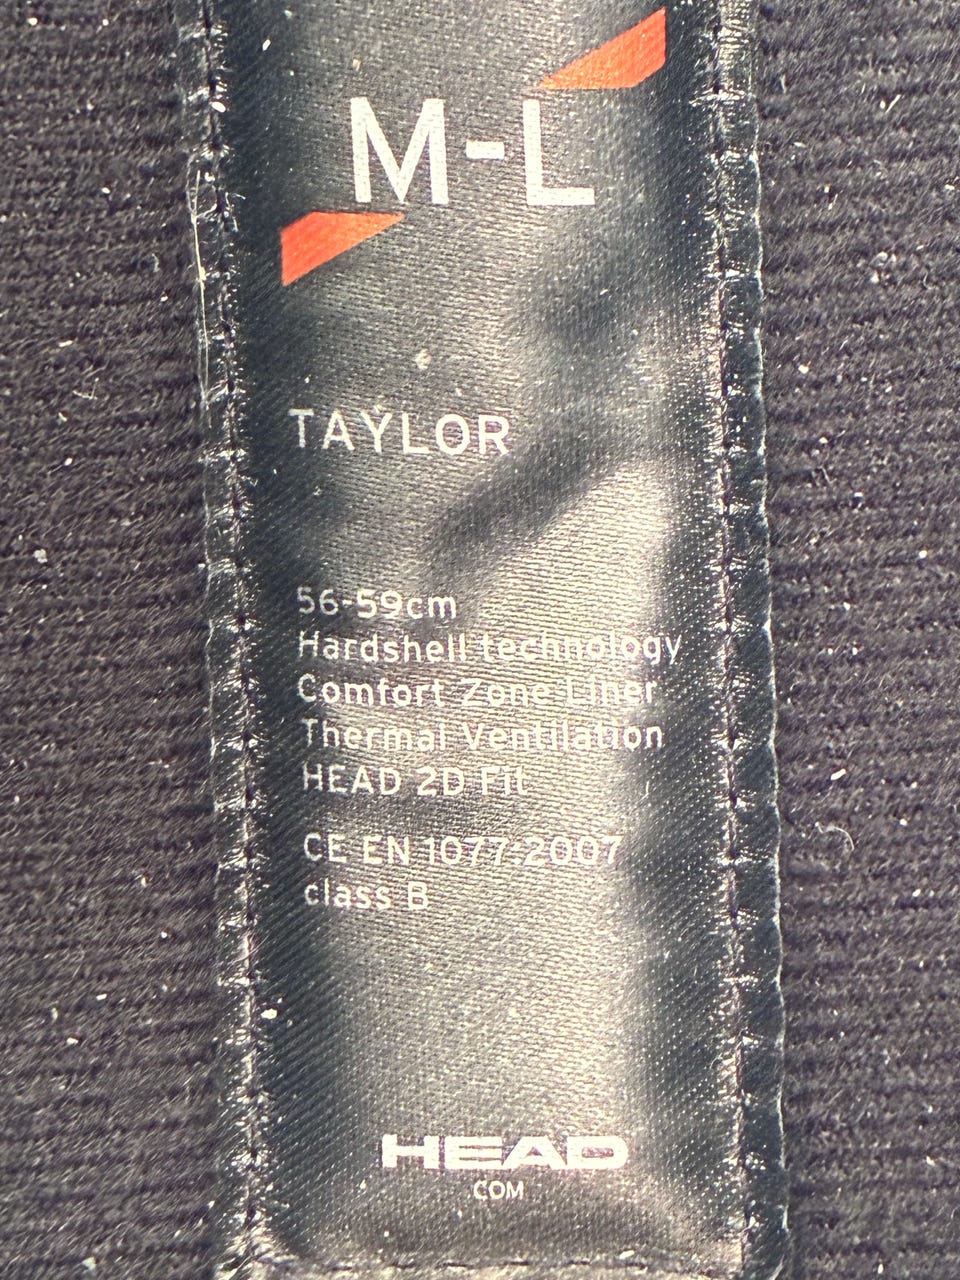 M-L
TAYLOR
56-59cm
Hardshell technology
Comfort Zone Liner
Thermal Ventilation
HEAD 2D Fit
CE EN 1077:2007
class B
HEAD
COM